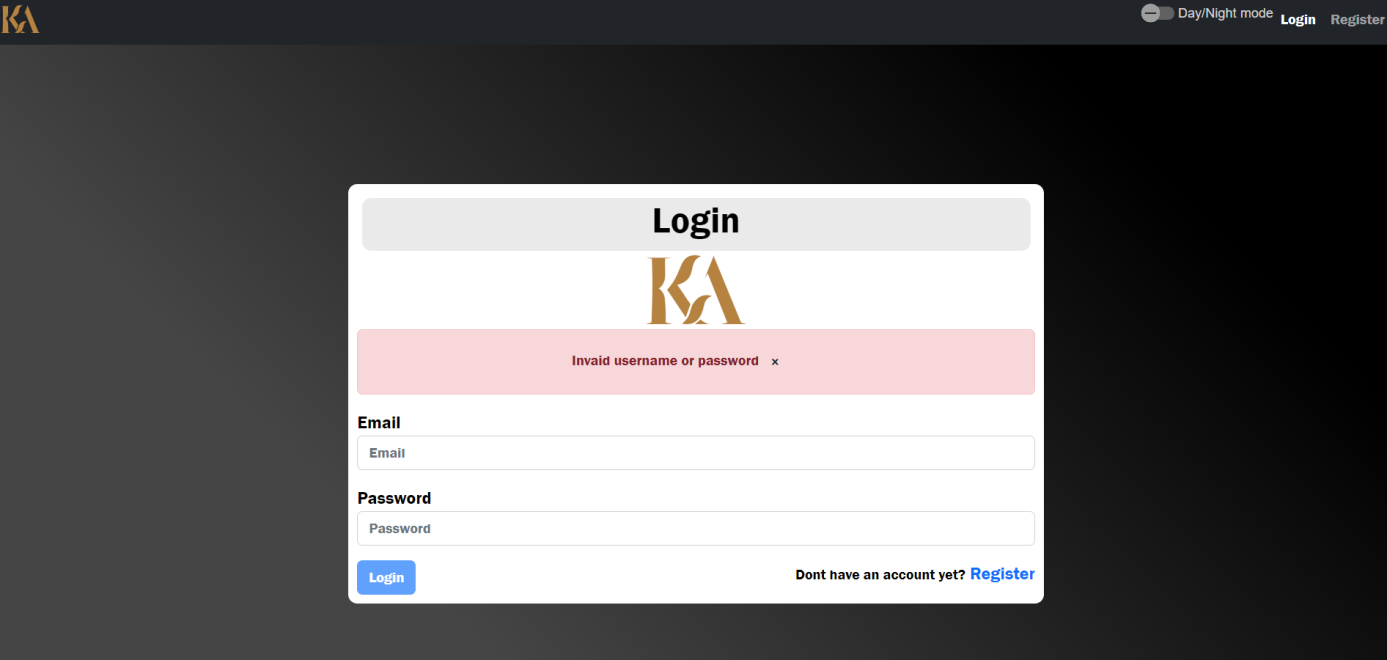 KA
Day/Night mode Login Register
Login
KA
Invaid username or password ×
Email
Email
Password
Password
Login
Dont have an account yet? Register